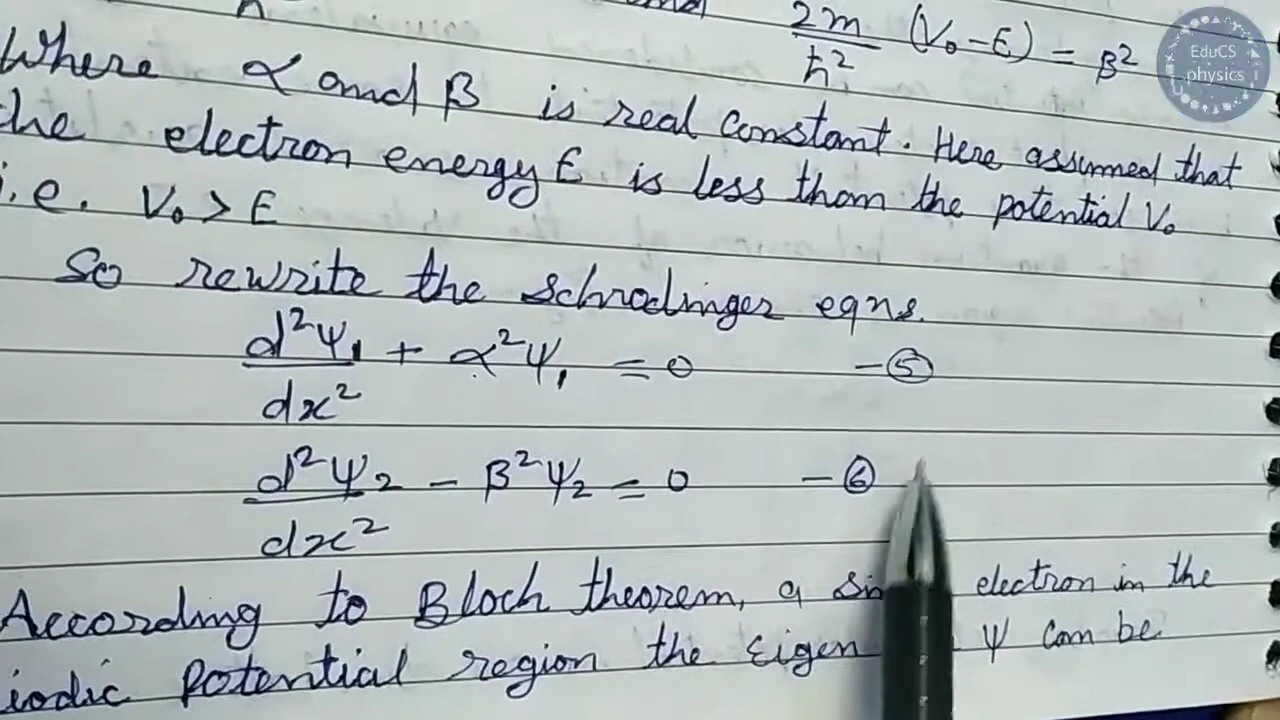 2m/ħ² (V₀-E) = β²
EduCS
physics
Where α and β is real constant. Here assumed that
the electron energy E is less than the potential V₀
i.e. V₀ > E
So rewrite the schrodinger eqns.
d²ψ₁/dx² + α²ψ₁ = 0 -⑤
d²ψ₂/dx² - β²ψ₂ = 0 -⑥
According to Bloch theorem, a electron in the
iodic potential region the Eigen ψ can be